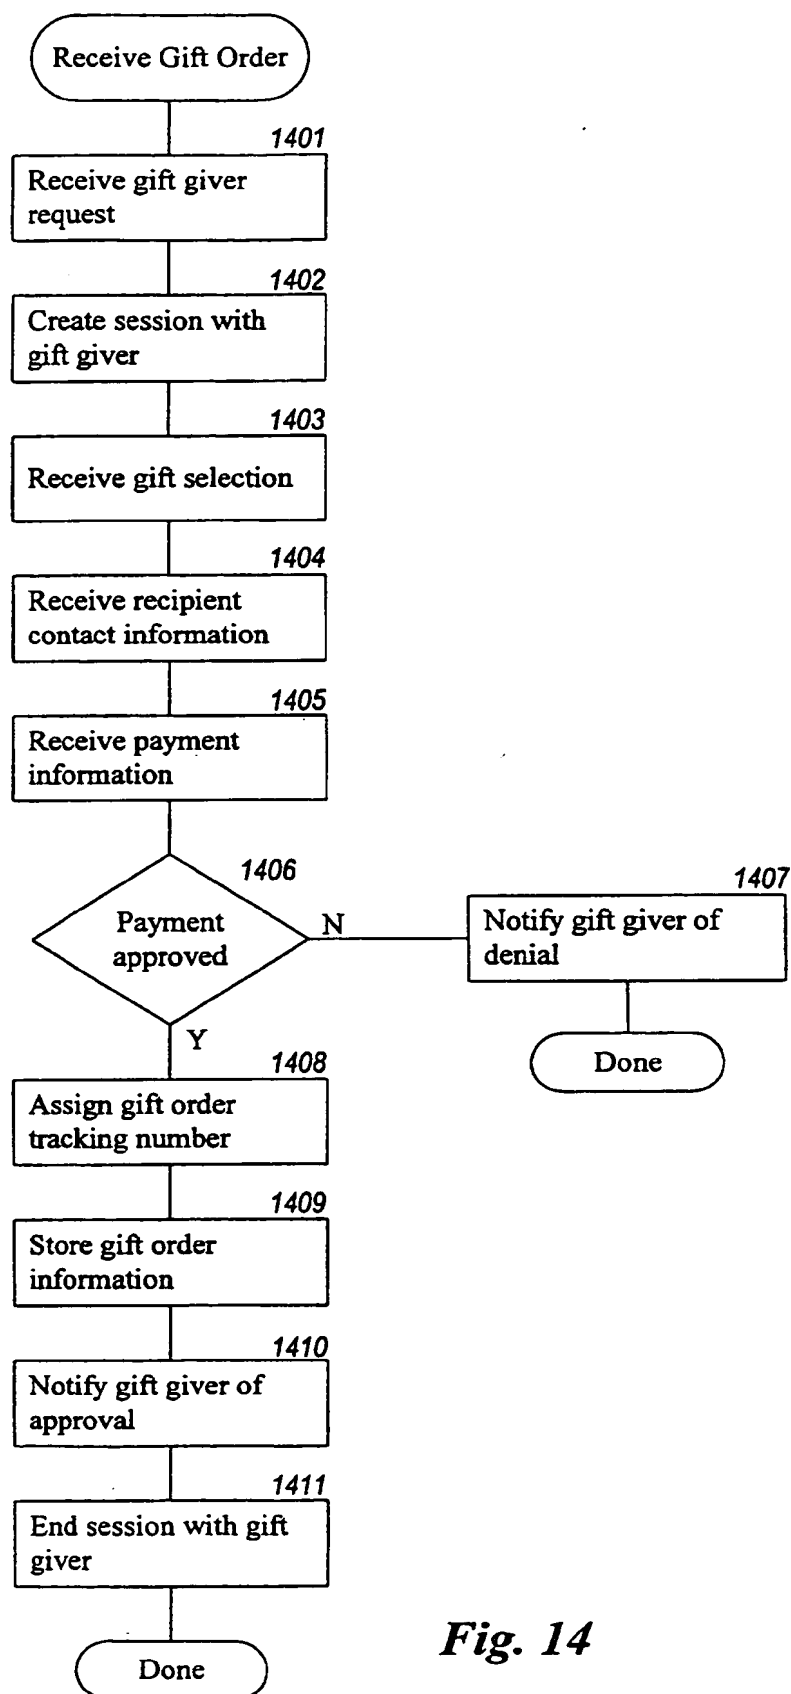 Receive Gift Order
1401
Receive gift giver
request
1402
Create session with
gift giver
1403
Receive gift selection
1404
Receive recipient
contact information
1405
Receive payment
information
1406
Payment
approved
N
1407
Notify gift giver of
denial
Done
Y
1408
Assign gift order
tracking number
1409
Store gift order
information
1410
Notify gift giver of
approval
1411
End session with gift
giver
Done
Fig. 14